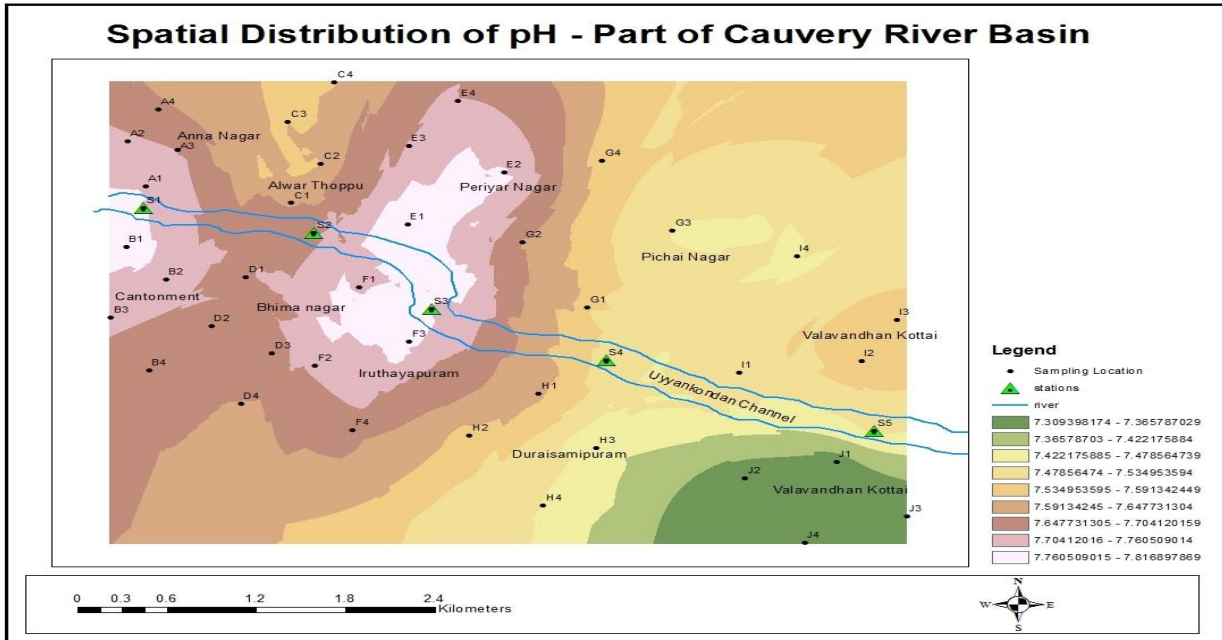 Spatial Distribution of pH - Part of Cauvery River Basin
C4
A4
E4
C3
A2
Anna Nagar
A3
E3
C2
G4
E2
A1
Alwar Thoppu
Periyar Nagar
C1
S1
E1
S2
G3
B1
G2
Pichai Nagar
I4
B2
D1
F1
Cantonment
Bhima nagar
S3
G1
B3
D2
I3
Valavandhan Kottai
F3
D3
S4
I2
B4
F2
Iruthayapuram
I1
Uyyankondan Channel
H1
D4
F4
H2
S5
H3
Duraisamipuram
J1
J2
Valavandhan Kottai
H4
J3
J4
Legend
Sampling Location
stations
river
7.309398174 - 7.365787029
7.36578703 - 7.422175884
7.422175885 - 7.478564739
7.47856474 - 7.534953594
7.534953595 - 7.591342449
7.59134245 - 7.647731304
7.647731305 - 7.704120159
7.70412016 - 7.760509014
7.760509015 - 7.816897869
0 0.3 0.6 1.2 1.8 2.4
Kilometers
N
W E
S